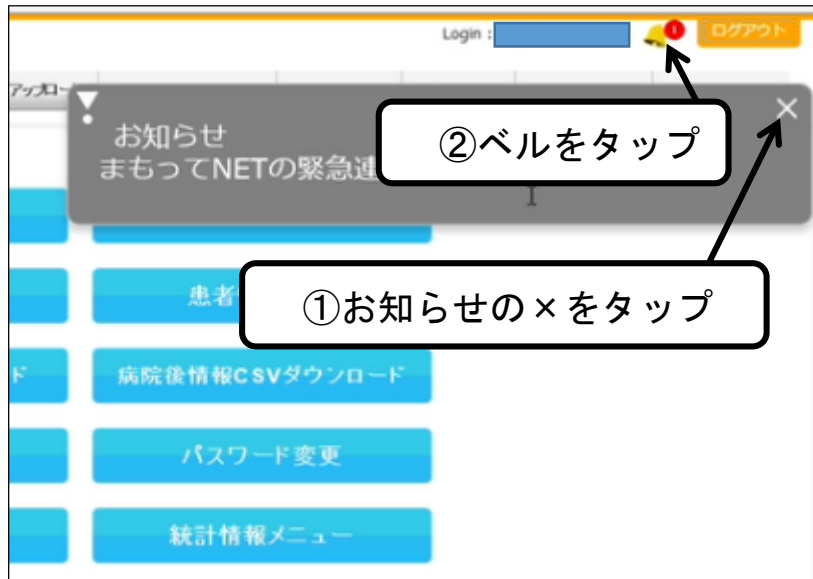 Login :
1
ログアウト
アップロード
お知らせ
まもってNETの緊急連
×
②ベルをタップ
①お知らせの×をタップ
患者
ド
病院後情報CSVダウンロード
パスワード変更
統計情報メニュー